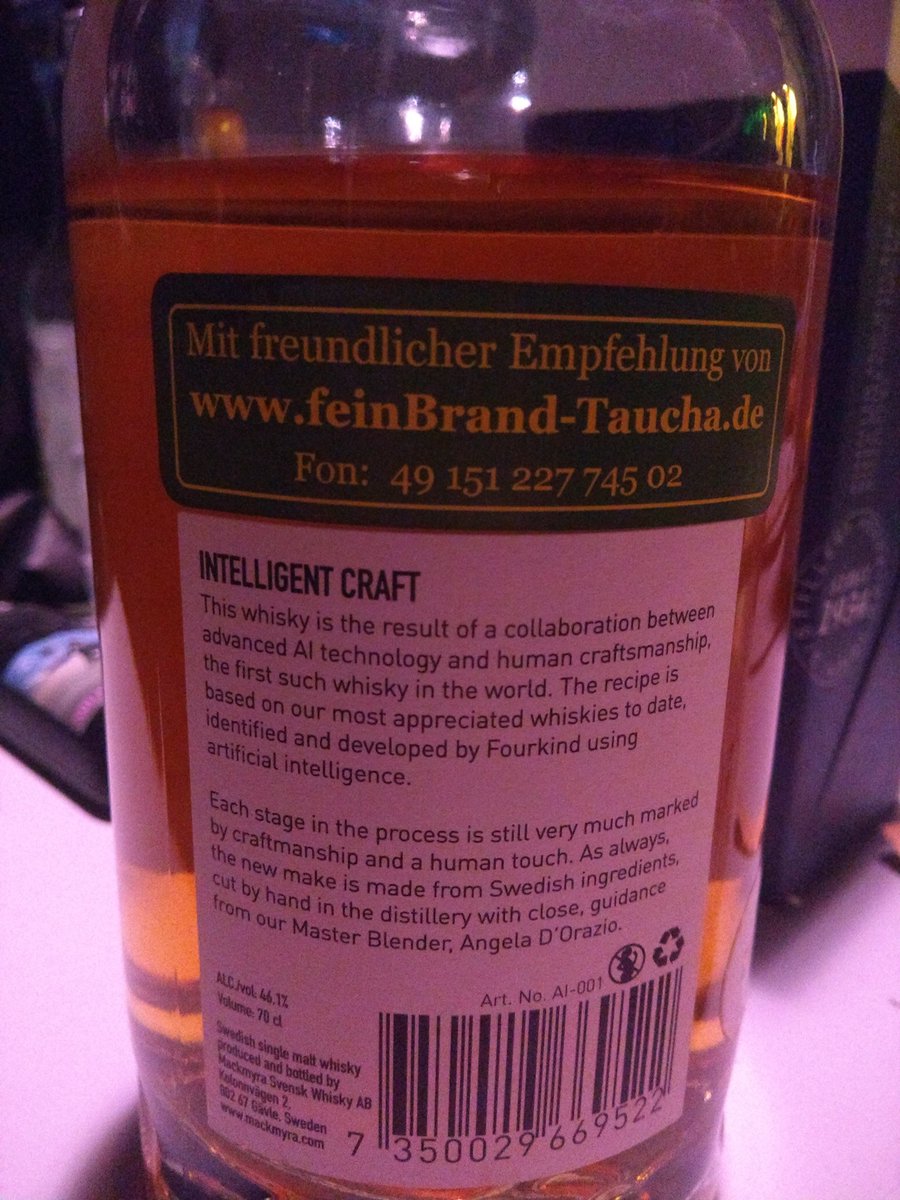 Mit freundlicher Empfehlung von
www.feinBrand-Taucha.de
Fon: 49 151 227 745 02
INTELLIGENT CRAFT
This whisky is the result of a collaboration between
advanced AI technology and human craftsmanship,
the first such whisky in the world. The recipe is
based on our most appreciated whiskies to date,
identified and developed by Fourkind using
artificial intelligence.
Each stage in the process is still very much marked
by craftmanship and a human touch. As always,
the new make is made from Swedish ingredients,
cut by hand in the distillery with close, guidance
from our Master Blender, Angela D'Orazio.
ALC./vol: 46.1%
Volume: 70 cl
Art. No. AI-001
Swedish single malt whisky
produced and bottled by
Mackmyra Svensk Whisky AB
Kolonnvägen 2,
802 67 Gävle, Sweden
www.mackmyra.com
7 350029 669522